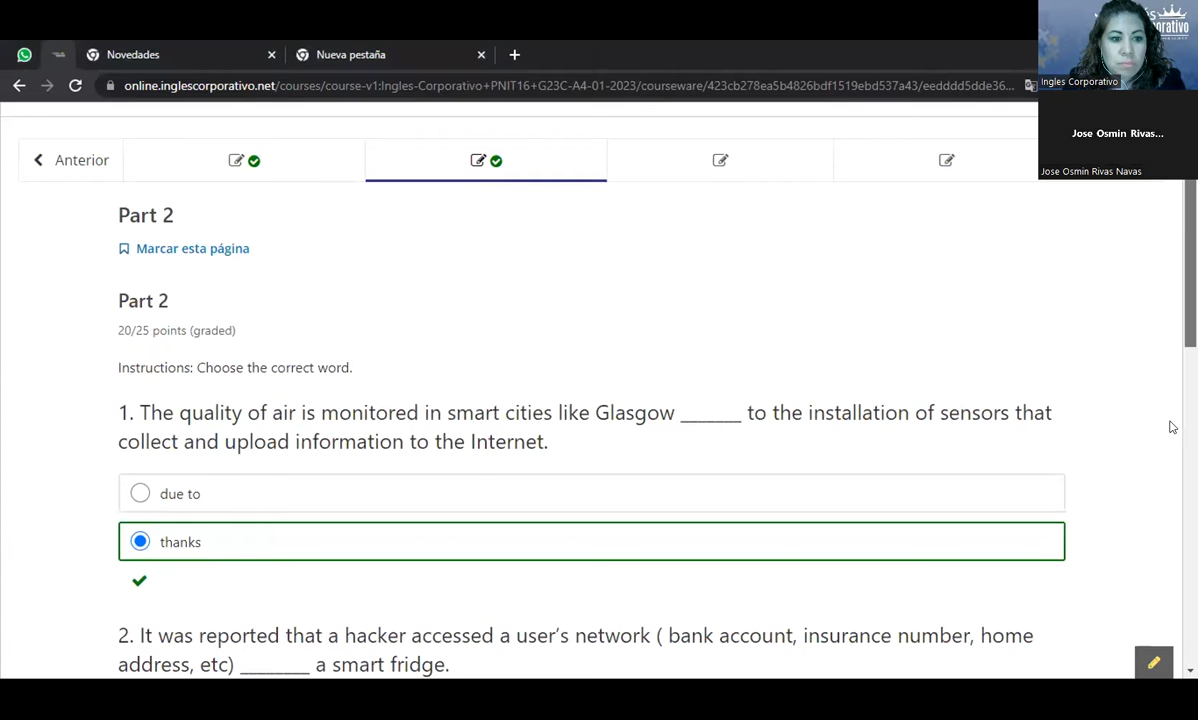 Novedades
Nueva pestaña
online.inglescorporativo.net/courses/course-v1:Ingles-Corporativo+PNIT16+G23C-A4-01-2023/courseware/423cb278ea5b4826bdf1519ebd537a43/eedddd5dde36...
Ingles Corporativo
Jose Osmin Rivas...
Jose Osmin Rivas Navas
Anterior
Part 2
Marcar esta página
Part 2
20/25 points (graded)
Instructions: Choose the correct word.
1. The quality of air is monitored in smart cities like Glasgow _______ to the installation of sensors that
collect and upload information to the Internet.
due to
thanks
2. It was reported that a hacker accessed a user’s network ( bank account, insurance number, home
address, etc) ________ a smart fridge.